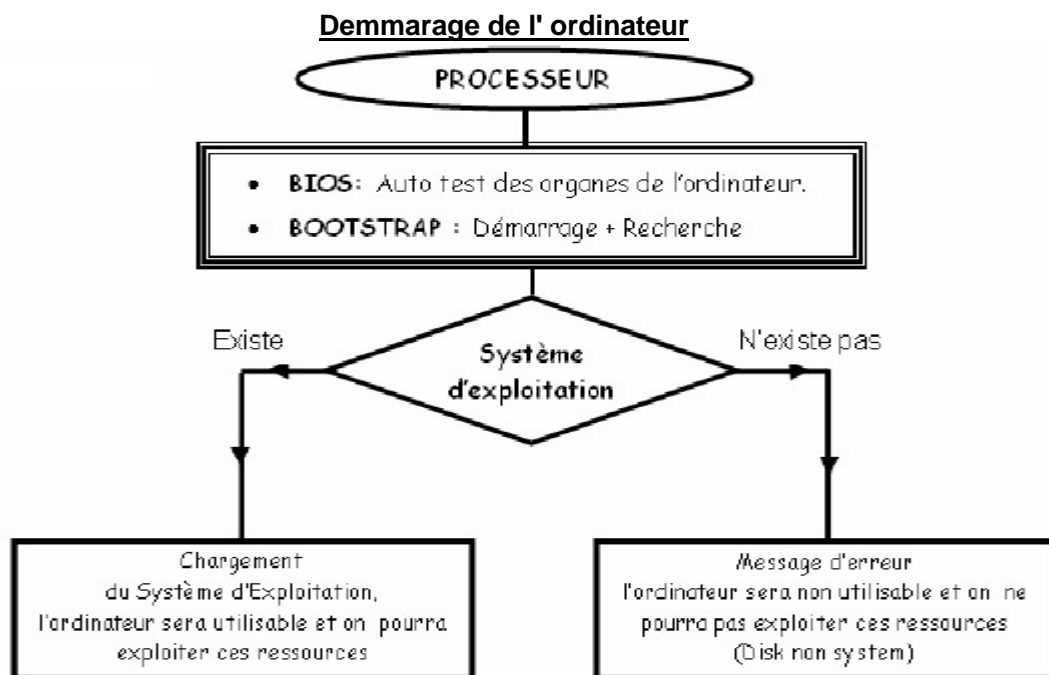 Demmarage de l' ordinateur
PROCESSEUR
• BIOS: Auto test des organes de l'ordinateur.
• BOOTSTRAP : Démarrage + Recherche
Existe
N'existe pas
Système
d'exploitation
Chargement
du Système d'Exploitation,
l'ordinateur sera utilisable et on pourra
exploiter ces ressources
Message d'erreur
l'ordinateur sera non utilisable et on ne
pourra pas exploiter ces ressources
(Disk non system)